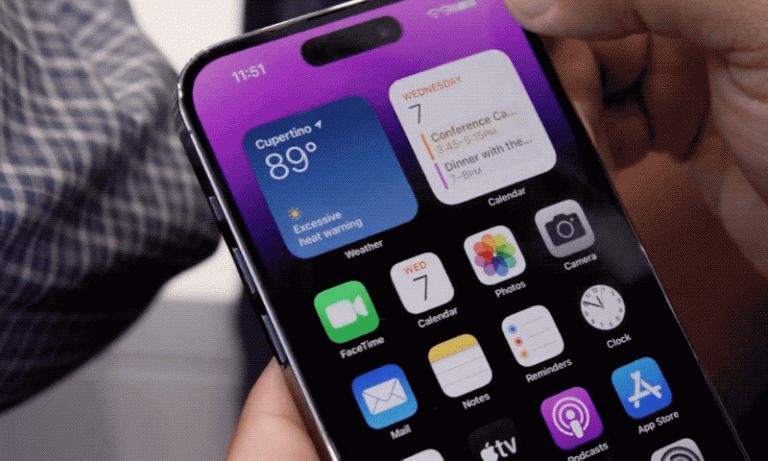 11:51
Cupertino
89°
Excessive
heat warning
Weather
WEDNESDAY
7
Conference Ca...
3:45–5:15PM
Dinner with the...
7–8PM
Calendar
FaceTime
WED
7
Calendar
Photos
Camera
Mail
Notes
Reminders
Clock
tv
Podcasts
App Store